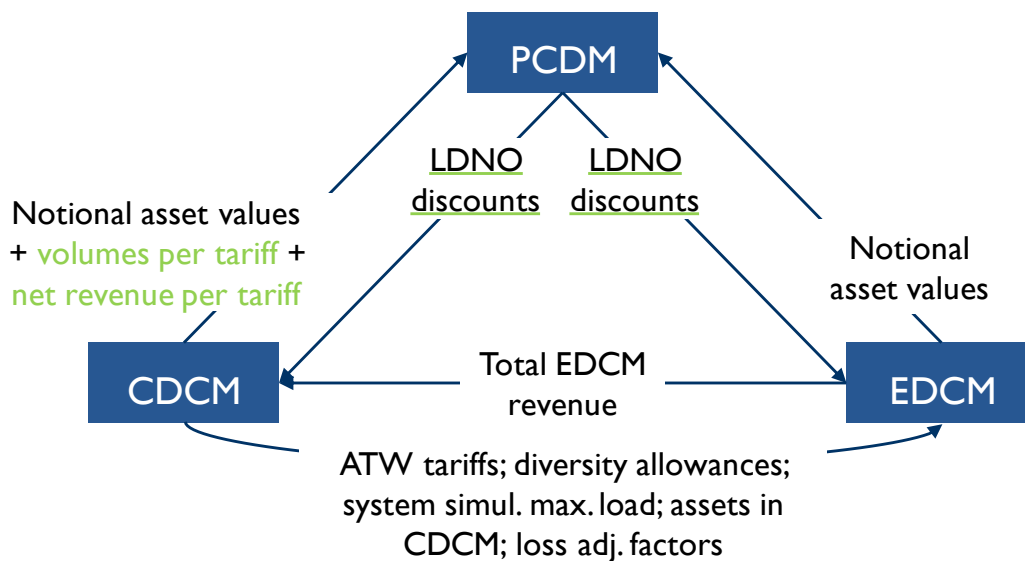 PCDM
LDNO
discounts
LDNO
discounts
Notional asset values
+ volumes per tariff +
net revenue per tariff
Notional
asset values
CDCM
Total EDCM
revenue
EDCM
ATW tariffs; diversity allowances;
system simul. max. load; assets in
CDCM; loss adj. factors